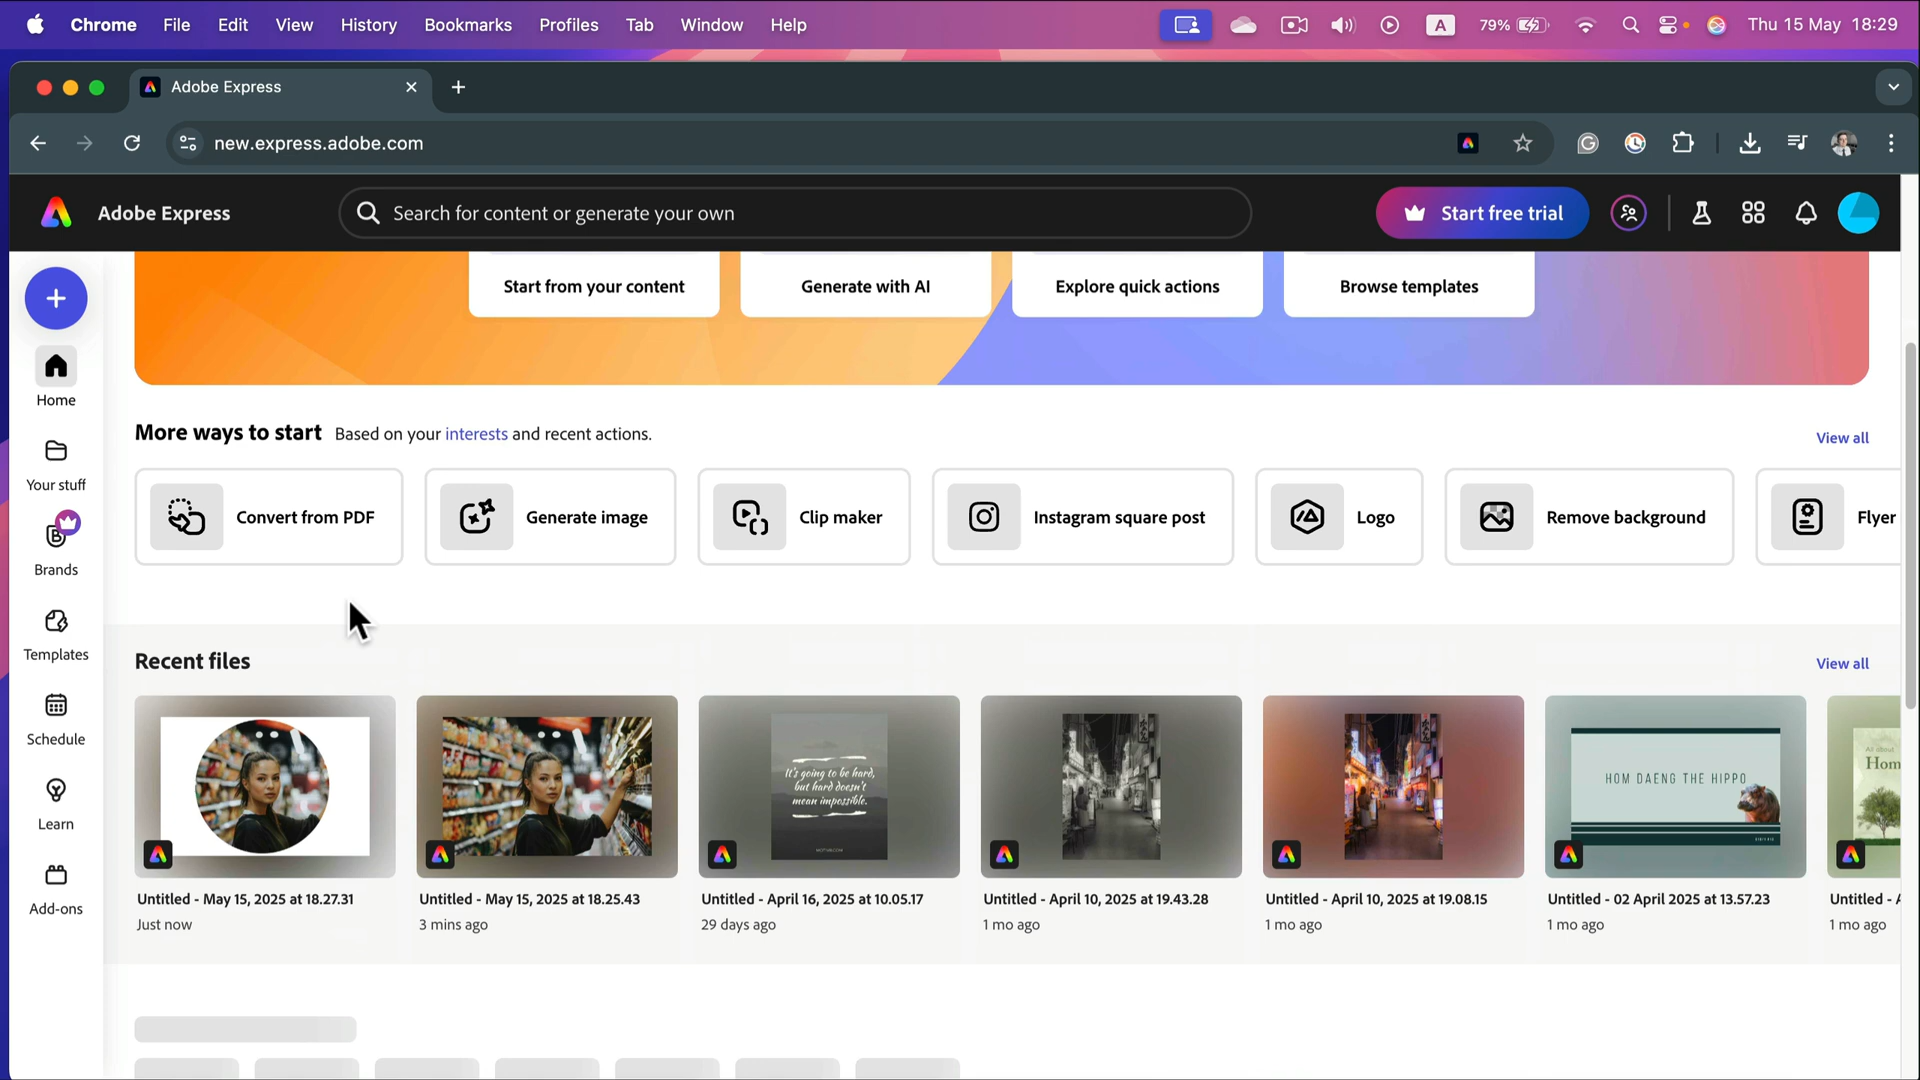 Chrome File Edit View History Bookmarks Profiles Tab Window Help A 79% Thu 15 May 18:29
Adobe Express
new.express.adobe.com
Adobe Express Search for content or generate your own Start free trial
Start from your content Generate with AI Explore quick actions Browse templates
Home
Your stuff
Brands
Templates
Schedule
Learn
Add-ons
More ways to start Based on your interests and recent actions. View all
Convert from PDF Generate image Clip maker Instagram square post Logo Remove background Flyer
Recent files View all
It's going to be hard,
but hard doesn't
mean impossible.
HOM DAENG THE HIPPO
All about
Hom
Untitled - May 15, 2025 at 18.27.31 Untitled - May 15, 2025 at 18.25.43 Untitled - April 16, 2025 at 10.05.17 Untitled - April 10, 2025 at 19.43.28 Untitled - April 10, 2025 at 19.08.15 Untitled - 02 April 2025 at 13.57.23 Untitled -
Just now 3 mins ago 29 days ago 1 mo ago 1 mo ago 1 mo ago 1 mo ago